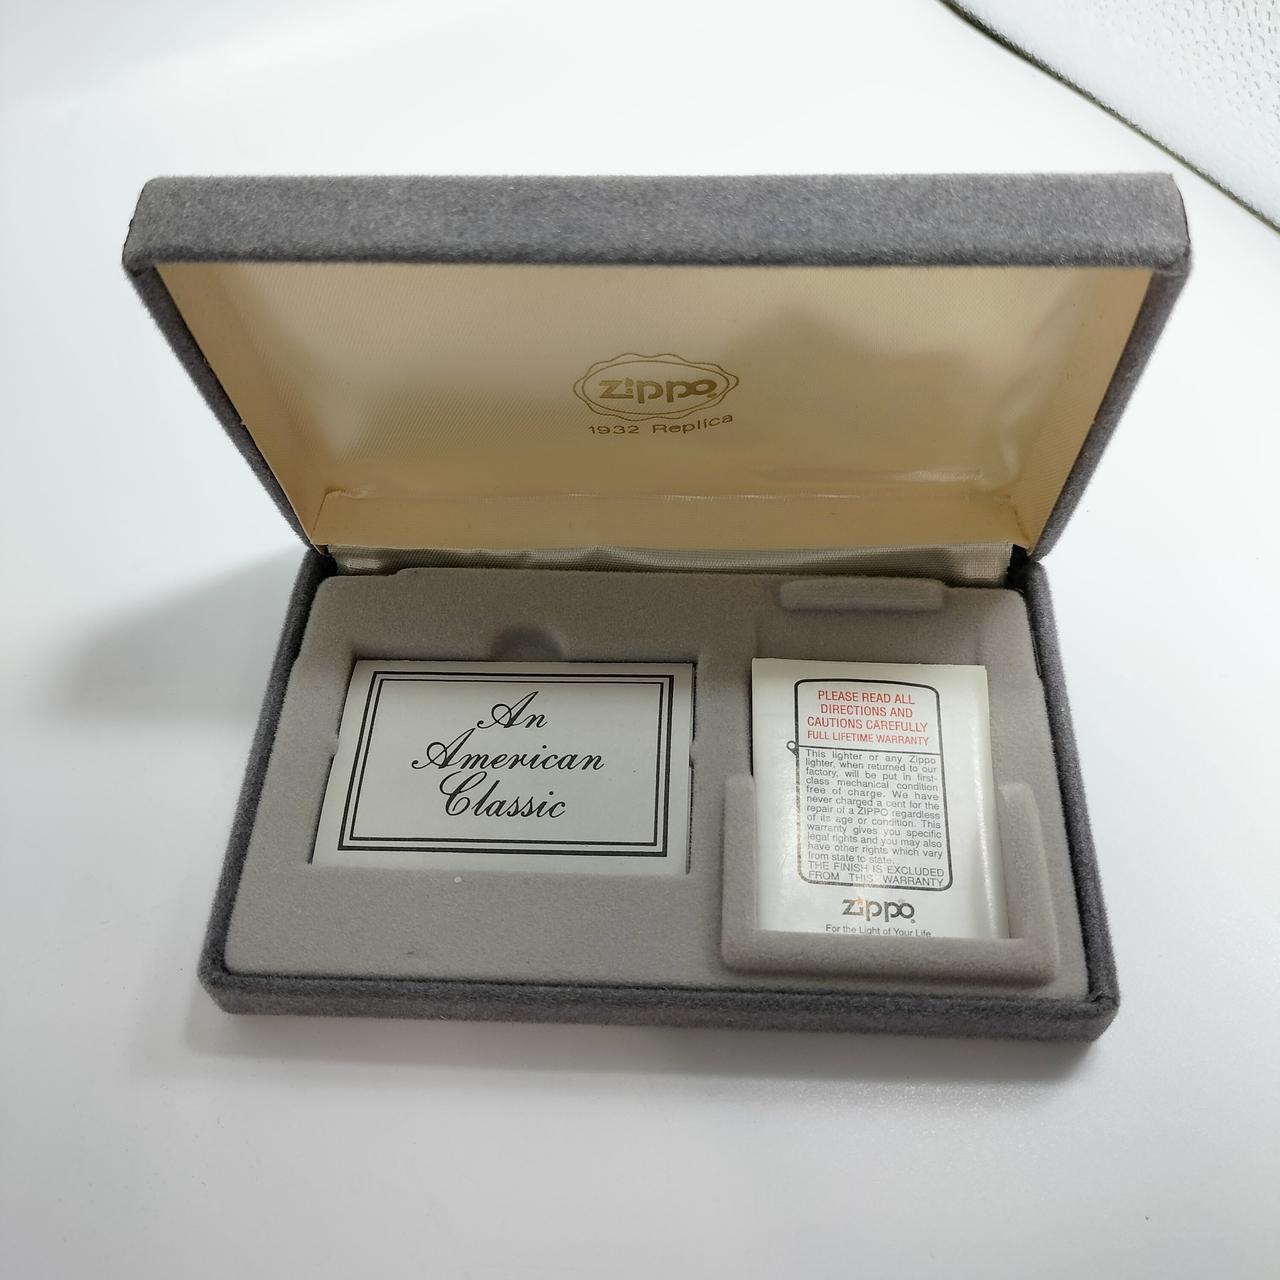 Zippo
1932 Replica
An
American
Classic
PLEASE READ ALL
DIRECTIONS AND
CAUTIONS CAREFULLY
FULL LIFETIME WARRANTY
This lighter or any Zippo
lighter, when returned to our
factory, will be put in first-
class mechanical condition
free of charge. We have
never charged a cent for the
repair of a ZIPPO regardless
of its age or condition. This
warranty gives you specific
legal rights and you may also
have other rights which vary
from state to state.
THE FINISH IS EXCLUDED
FROM THIS WARRANTY
zippo
For the Light of Your Life